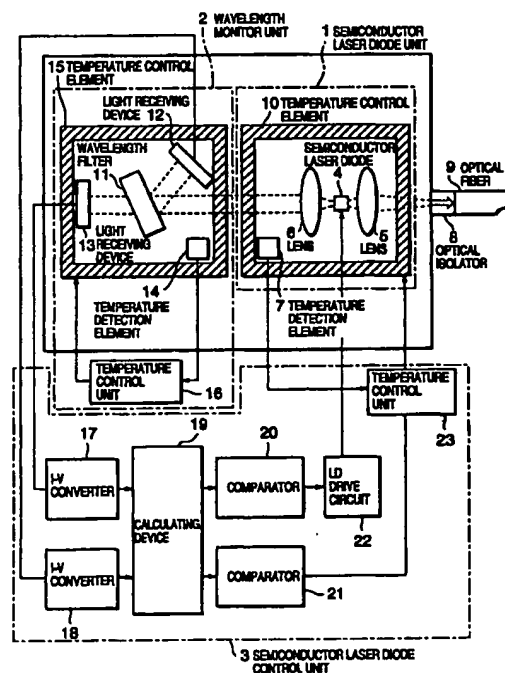 2 WAVELENGTH
MONITOR UNIT
1 SEMICONDUCTOR
LASER DIODE UNIT
15 TEMPERATURE CONTROL
ELEMENT
LIGHT RECEIVING
DEVICE
12
10 TEMPERATURE CONTROL
ELEMENT
WAVELENGTH
FILTER
11
SEMICONDUCTOR
LASER DIODE
4
9 OPTICAL
FIBER
6
LENS
5
LENS
8 OPTICAL
ISOLATOR
13 LIGHT
RECEIVING
DEVICE
14
7
TEMPERATURE
DETECTION
ELEMENT
TEMPERATURE
DETECTION
ELEMENT
TEMPERATURE
CONTROL
UNIT
16
TEMPERATURE
CONTROL
UNIT
23
17
I-V
CONVERTER
19
CALCULATING
DEVICE
20
COMPARATOR
LD
DRIVE
CIRCUIT
22
I-V
CONVERTER
18
COMPARATOR
21
3 SEMICONDUCTOR LASER DIODE
CONTROL UNIT